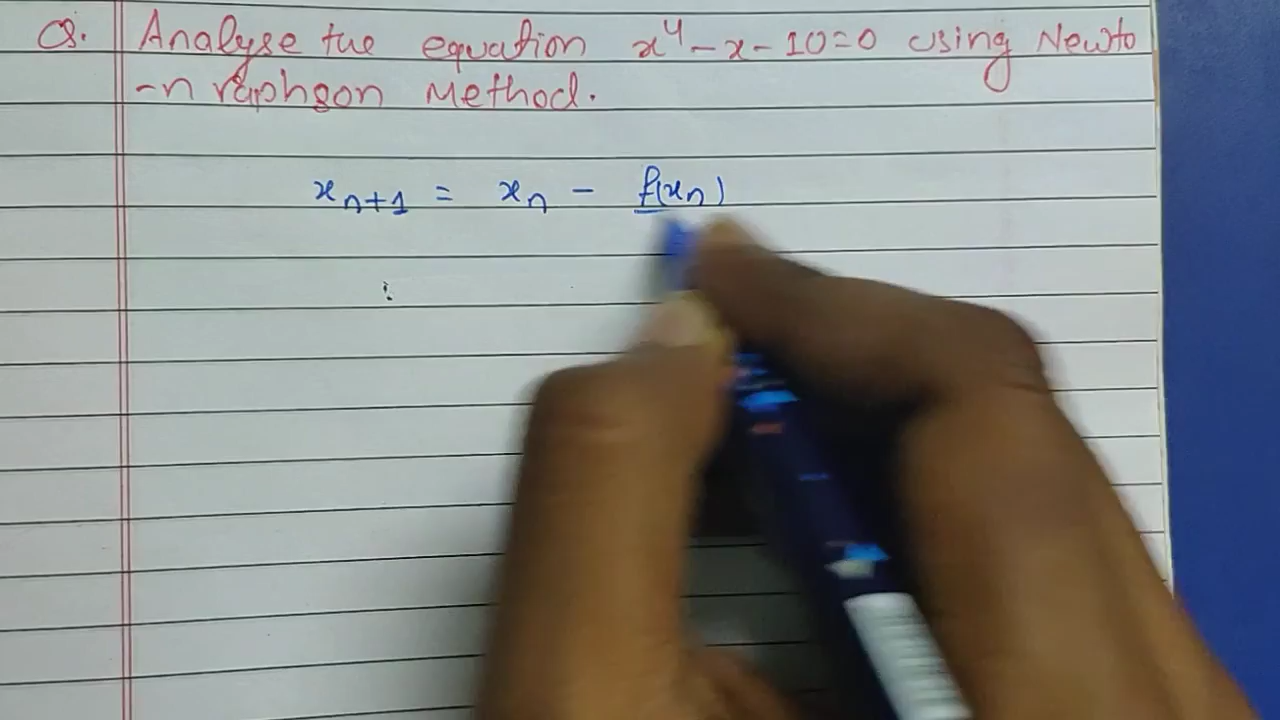 Q. Analyse the equation x⁴-x-10=0 using Newto
-n raphson Method.
xₙ₊₁ = xₙ - f(xₙ)